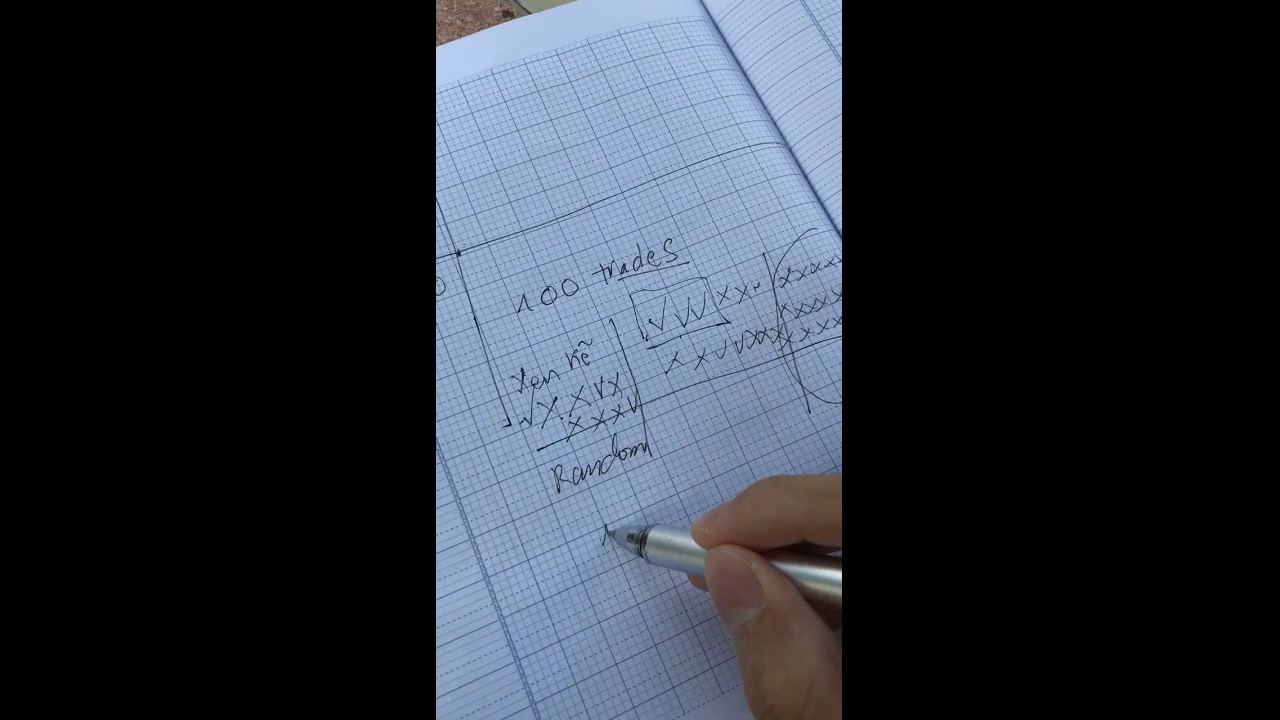 100 trades
√ √ √ x x √
x x √ √ x x x
x x x x x
x x x x x
x x x x
Xen kẽ
√ x x √ x
x x x √
Random